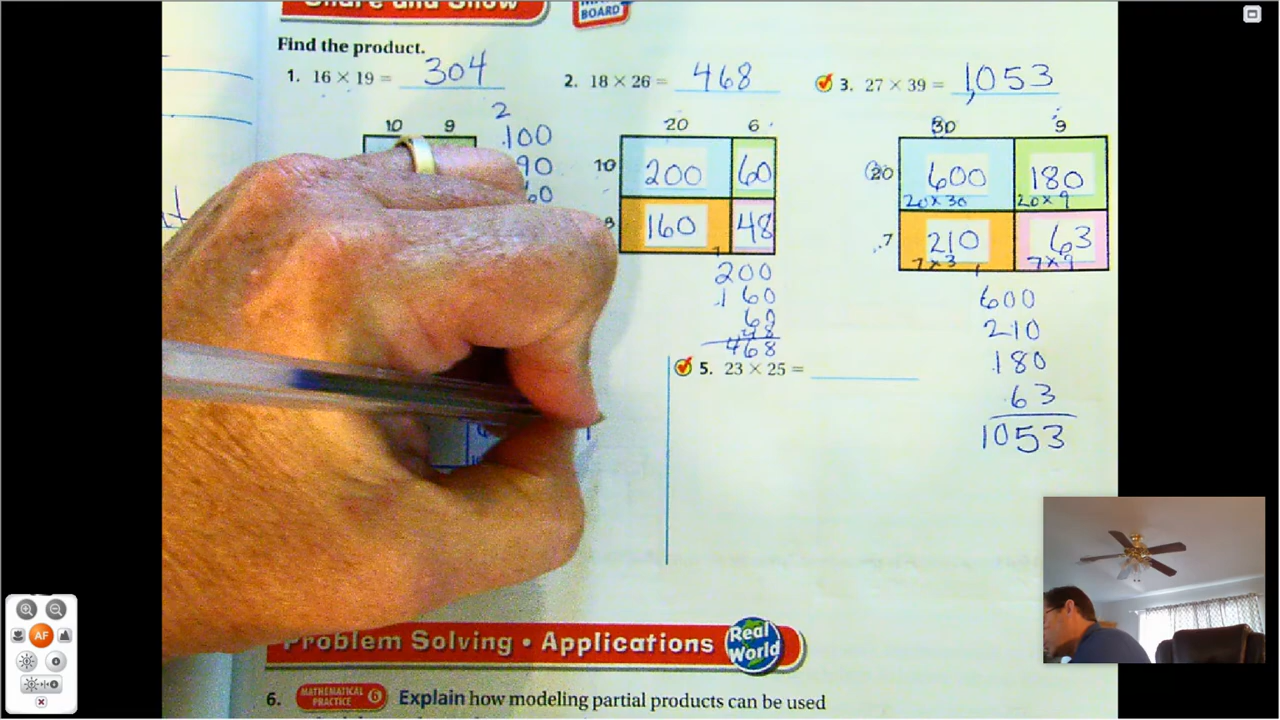 Share and Show
BOARD
Find the product.
1. 16 × 19 = 304
2. 18 × 26 = 468
3. 27 × 39 = 1,053
10 9
2
100
90
60
20 6
10 200 60
8 160 48
1
200
160
60
48
468
30 9
20 600 180
20 x 30 20 x 9
7 210 63
7 x 3 7 x 9
1
600
210
180
63
1053
5. 23 × 25 =
Problem Solving • Applications Real World
6. MATHEMATICAL PRACTICE 6 Explain how modeling partial products can be used
AF